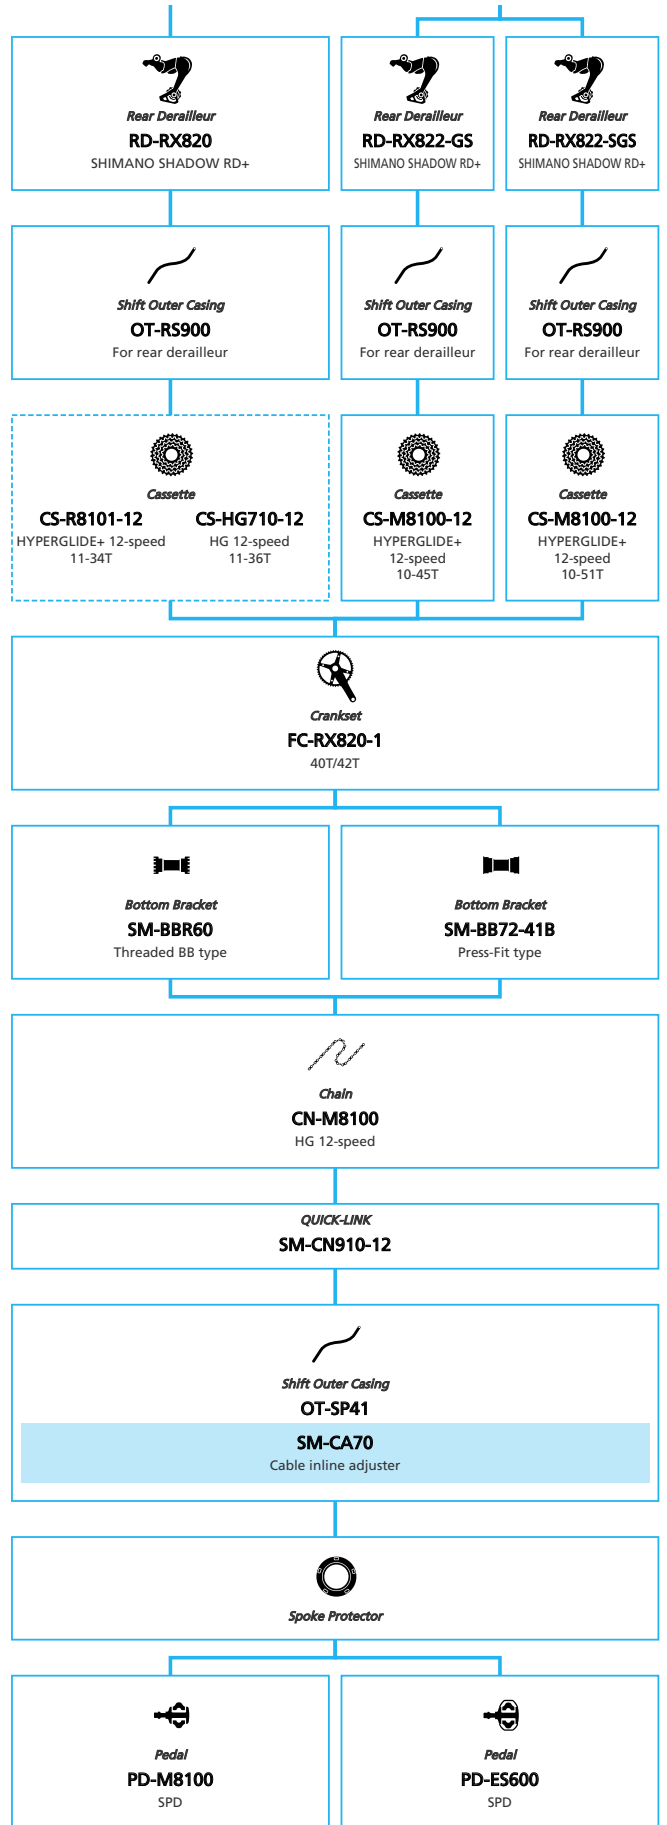 Rear Derailleur
RD-RX820
SHIMANO SHADOW RD+
Rear Derailleur
RD-RX822-GS
SHIMANO SHADOW RD+
Rear Derailleur
RD-RX822-SGS
SHIMANO SHADOW RD+
Shift Outer Casing
OT-RS900
For rear derailleur
Shift Outer Casing
OT-RS900
For rear derailleur
Shift Outer Casing
OT-RS900
For rear derailleur
Cassette
CS-R8101-12
HYPERGLIDE+ 12-speed
11-34T
CS-HG710-12
HG 12-speed
11-36T
Cassette
CS-M8100-12
HYPERGLIDE+
12-speed
10-45T
Cassette
CS-M8100-12
HYPERGLIDE+
12-speed
10-51T
Crankset
FC-RX820-1
40T/42T
Bottom Bracket
SM-BBR60
Threaded BB type
Bottom Bracket
SM-BB72-41B
Press-Fit type
Chain
CN-M8100
HG 12-speed
QUICK-LINK
SM-CN910-12
Shift Outer Casing
OT-SP41
SM-CA70
Cable inline adjuster
Spoke Protector
Pedal
PD-M8100
SPD
Pedal
PD-ES600
SPD